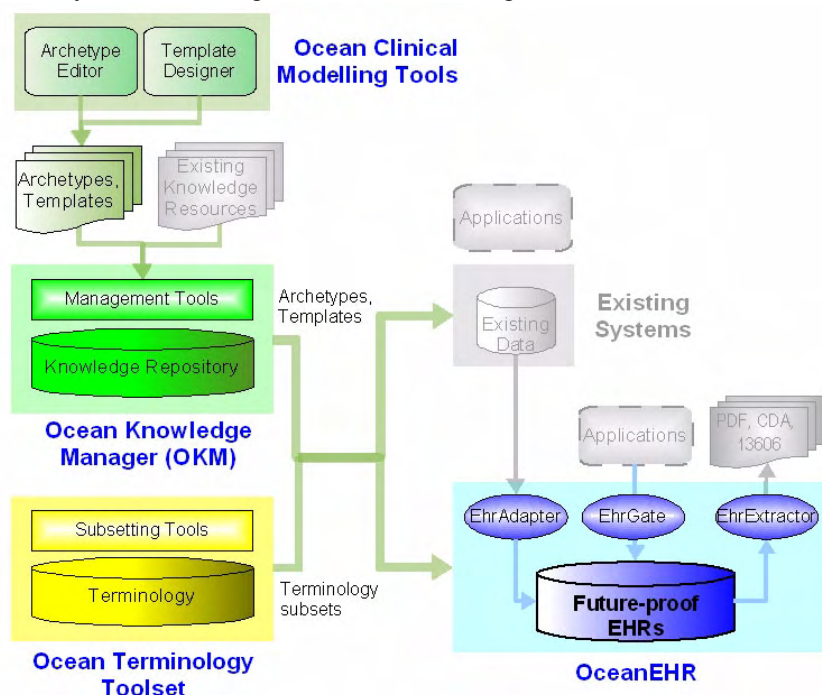 Archetype
Editor
Template
Designer
Ocean Clinical
Modelling Tools
Archetypes,
Templates
Existing
Knowledge
Resources
Applications
Management Tools
Knowledge Repository
Archetypes,
Templates
Existing
Data
Existing
Systems
Ocean Knowledge
Manager (OKM)
Applications
PDF, CDA,
13606
Subsetting Tools
Terminology
Terminology
subsets
EhrAdapter
EhrGate
EhrExtractor
Future-proof
EHRs
Ocean Terminology
Toolset
OceanEHR